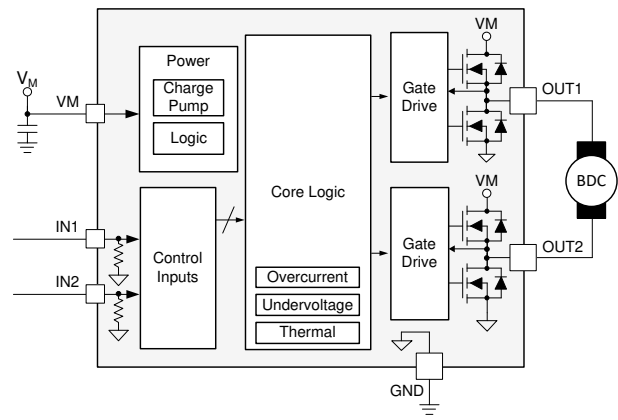 VM
Power
Charge
Pump
Logic
VM
VM
Gate
Drive
OUT1
Core Logic
BDC
IN1
IN2
Control
Inputs
VM
Gate
Drive
OUT2
Overcurrent
Undervoltage
Thermal
GND